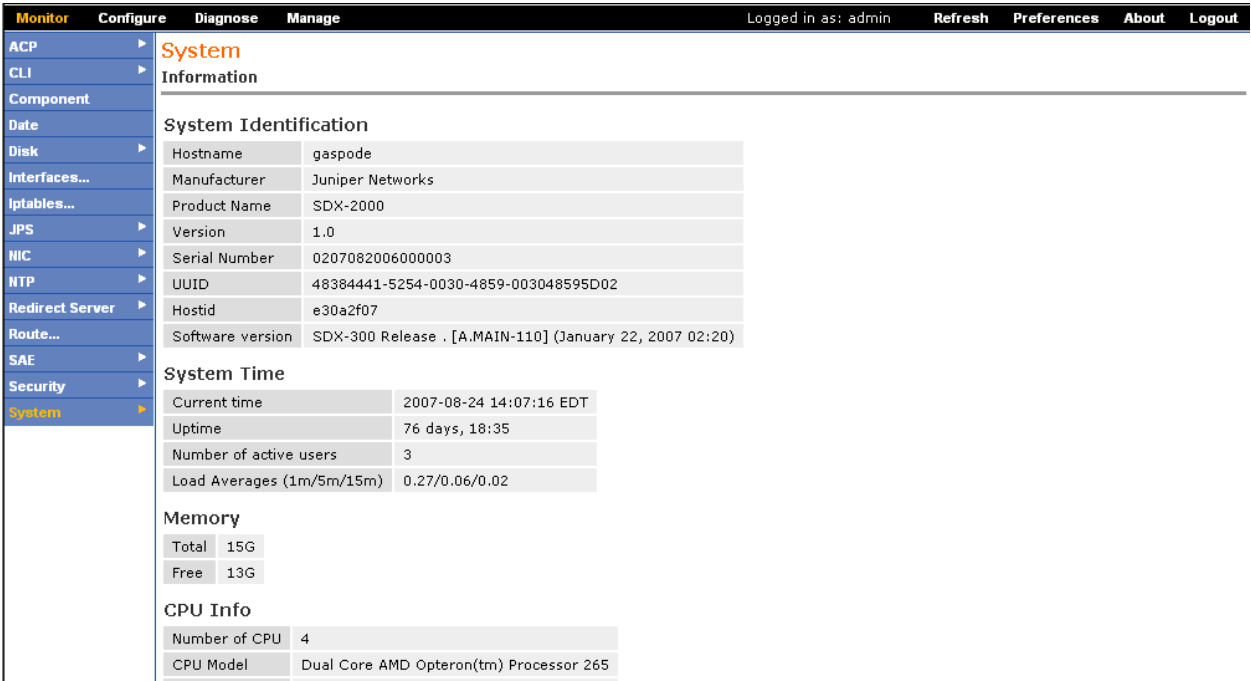 Monitor Configure Diagnose Manage Logged in as: admin Refresh Preferences About Logout
ACP
CLI
Component
Date
Disk
Interfaces...
Iptables...
JPS
NIC
NTP
Redirect Server
Route...
SAE
Security
System
System
Information
System Identification
Hostname gaspode
Manufacturer Juniper Networks
Product Name SDX-2000
Version 1.0
Serial Number 0207082006000003
UUID 48384441-5254-0030-4859-003048595D02
Hostid e30a2f07
Software version SDX-300 Release . [A.MAIN-110] (January 22, 2007 02:20)
System Time
Current time 2007-08-24 14:07:16 EDT
Uptime 76 days, 18:35
Number of active users 3
Load Averages (1m/5m/15m) 0.27/0.06/0.02
Memory
Total 15G
Free 13G
CPU Info
Number of CPU 4
CPU Model Dual Core AMD Opteron(tm) Processor 265